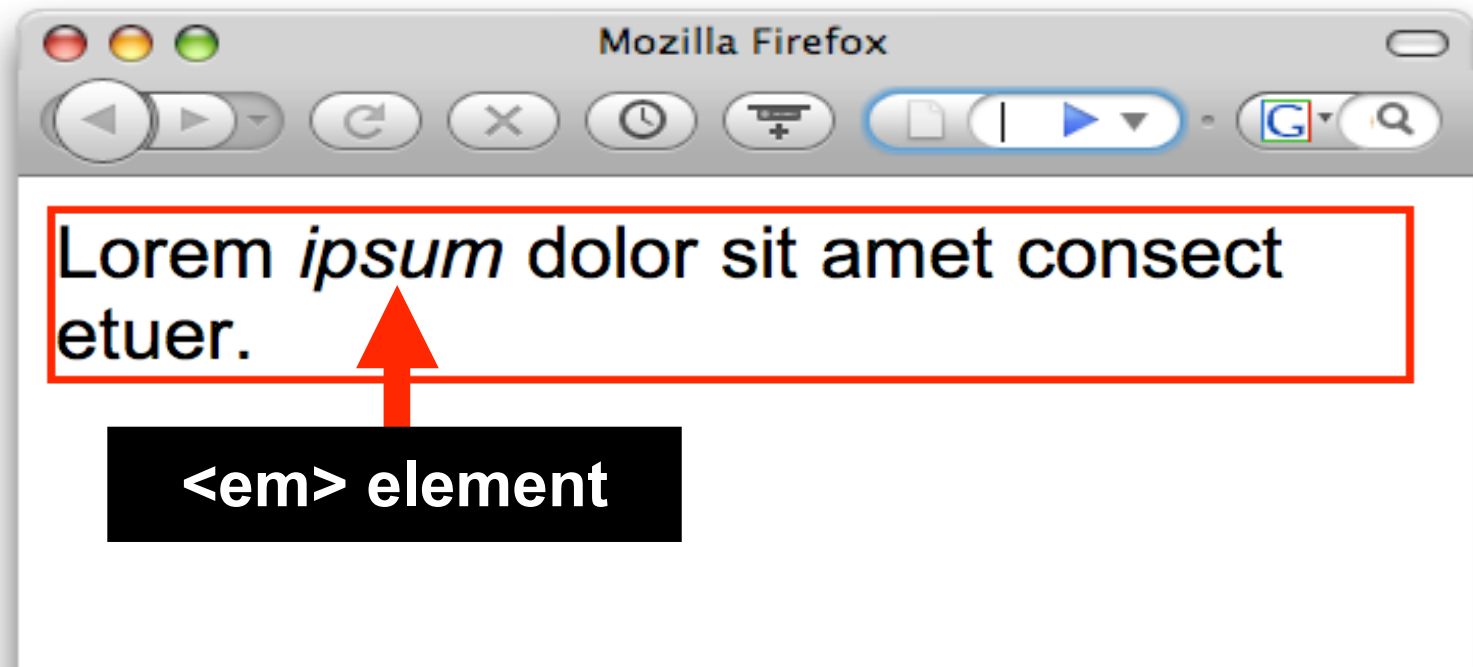 Mozilla Firefox
G
Lorem ipsum dolor sit amet consect
etuer.
<em> element